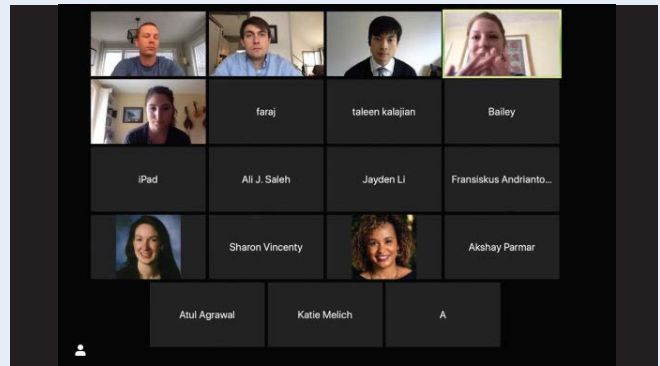 faraj
taleen kalajian
Bailey
iPad
Ali J. Saleh
Jayden Li
Fransiskus Andrianto...
Sharon Vincenty
Akshay Parmar
Atul Agrawal
Katie Melich
A